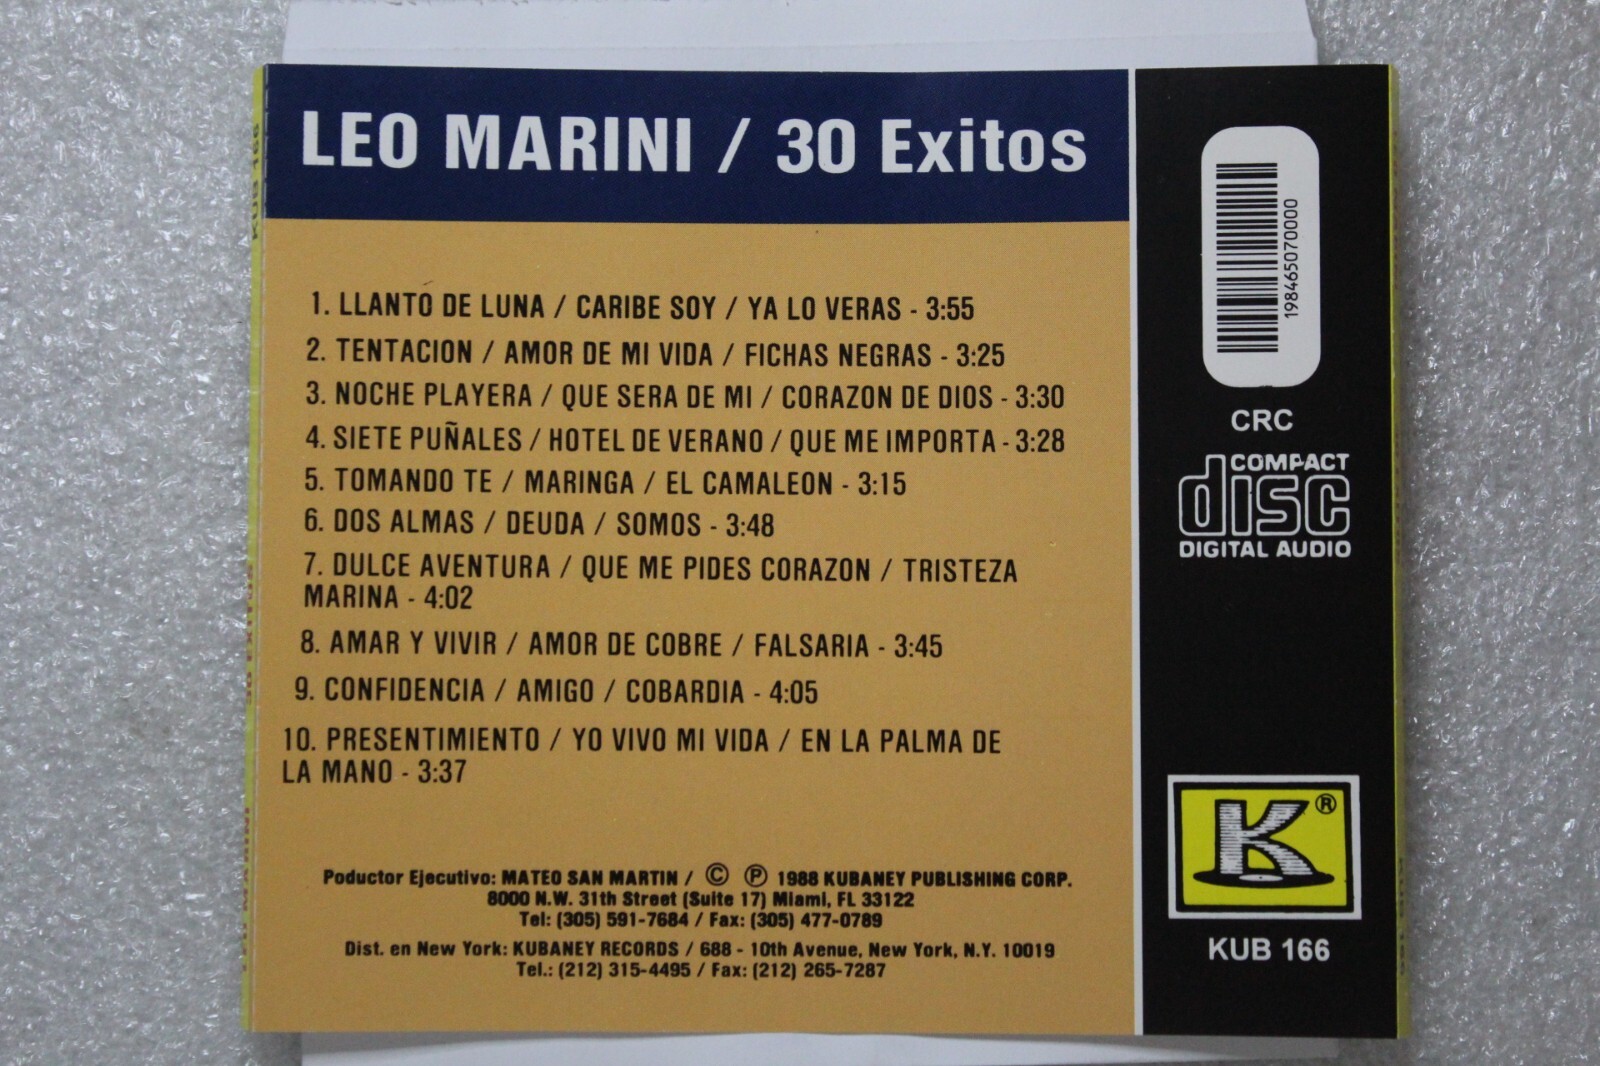 LEO MARINI / 30 Exitos
1. LLANTO DE LUNA / CARIBE SOY / YA LO VERAS - 3:55
2. TENTACION / AMOR DE MI VIDA / FICHAS NEGRAS - 3:25
3. NOCHE PLAYERA / QUE SERA DE MI / CORAZON DE DIOS - 3:30
4. SIETE PUÑALES / HOTEL DE VERANO / QUE ME IMPORTA - 3:28
5. TOMANDO TE / MARINGA / EL CAMALEON - 3:15
6. DOS ALMAS / DEUDA / SOMOS - 3:48
7. DULCE AVENTURA / QUE ME PIDES CORAZON / TRISTEZA
MARINA - 4:02
8. AMAR Y VIVIR / AMOR DE COBRE / FALSARIA - 3:45
9. CONFIDENCIA / AMIGO / COBARDIA - 4:05
10. PRESENTIMIENTO / YO VIVO MI VIDA / EN LA PALMA DE
LA MANO - 3:37
Poductor Ejecutivo: MATEO SAN MARTIN / © ℗ 1988 KUBANEY PUBLISHING CORP.
8000 N.W. 31th Street (Suite 17) Miami, FL 33122
Tel: (305) 591-7684 / Fax: (305) 477-0789
Dist. en New York: KUBANEY RECORDS / 688 - 10th Avenue, New York, N.Y. 10019
Tel.: (212) 315-4495 / Fax: (212) 265-7287
198465070000
CRC
COMPACT
disc
DIGITAL AUDIO
K®
KUB 166
KUB 166